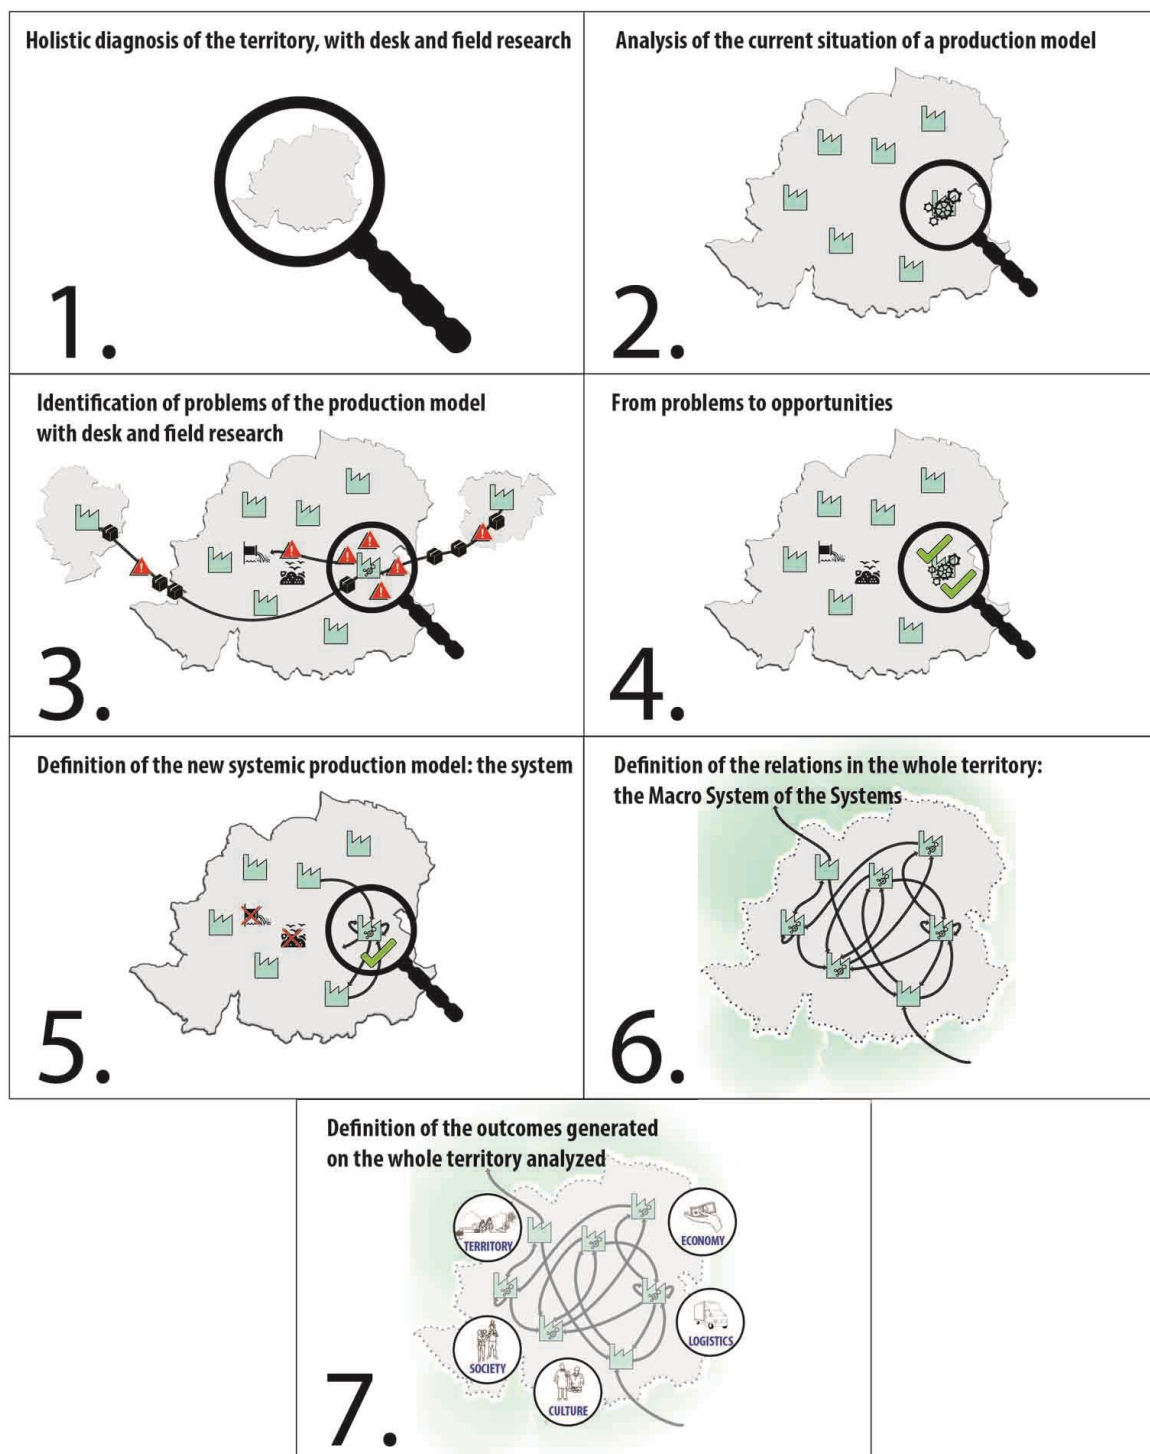 Holistic diagnosis of the territory, with desk and field research
1.
Analysis of the current situation of a production model
2.
Identification of problems of the production model
with desk and field research
3.
From problems to opportunities
4.
Definition of the new systemic production model: the system
5.
Definition of the relations in the whole territory:
the Macro System of the Systems
6.
Definition of the outcomes generated
on the whole territory analyzed
TERRITORY
ECONOMY
LOGISTICS
SOCIETY
CULTURE
7.